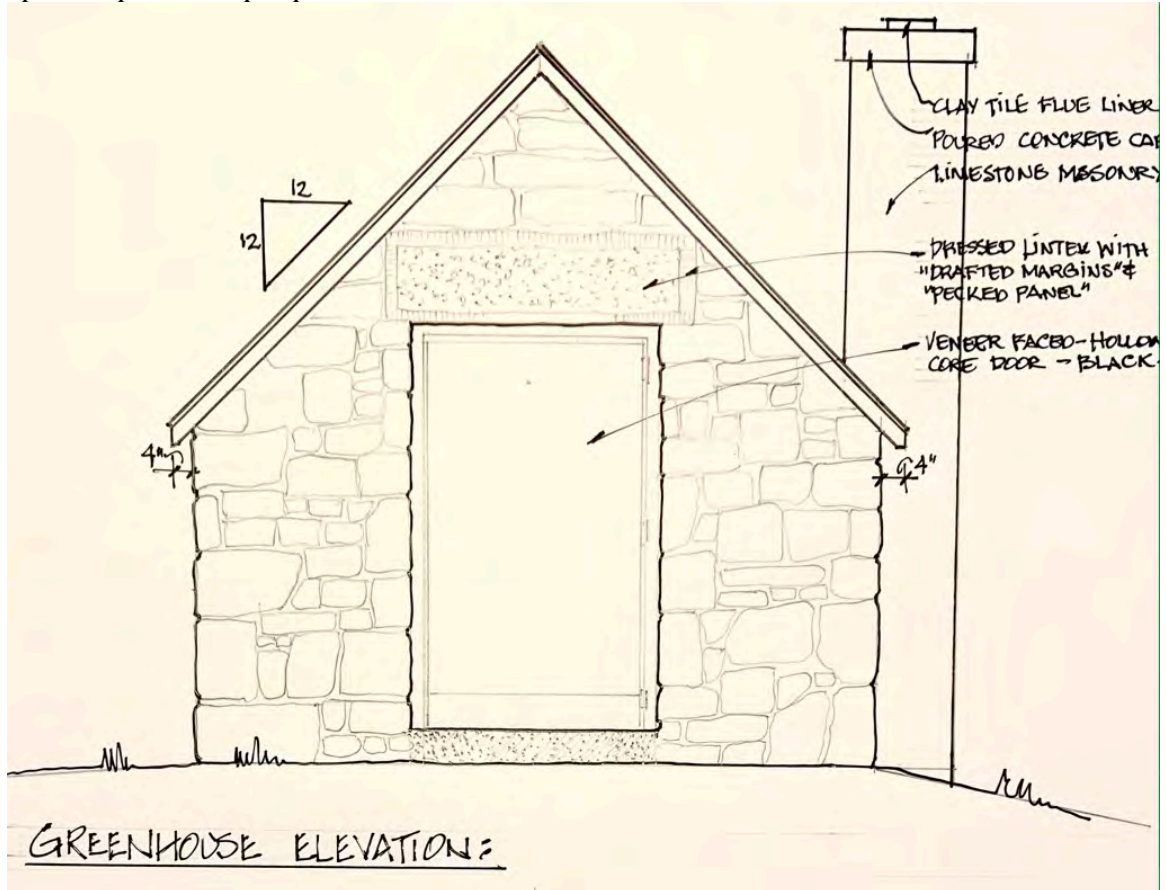 12
12
CLAY TILE FLUE LINER
POURED CONCRETE CAP
LIMESTONE MASONRY
DRESSED LINTEL WITH
"DRAFTED MARGINS" &
"PECKED PANEL"
VENEER FACED-HOLLOW
CORE DOOR - BLACK
4"
4"
GREENHOUSE ELEVATION: